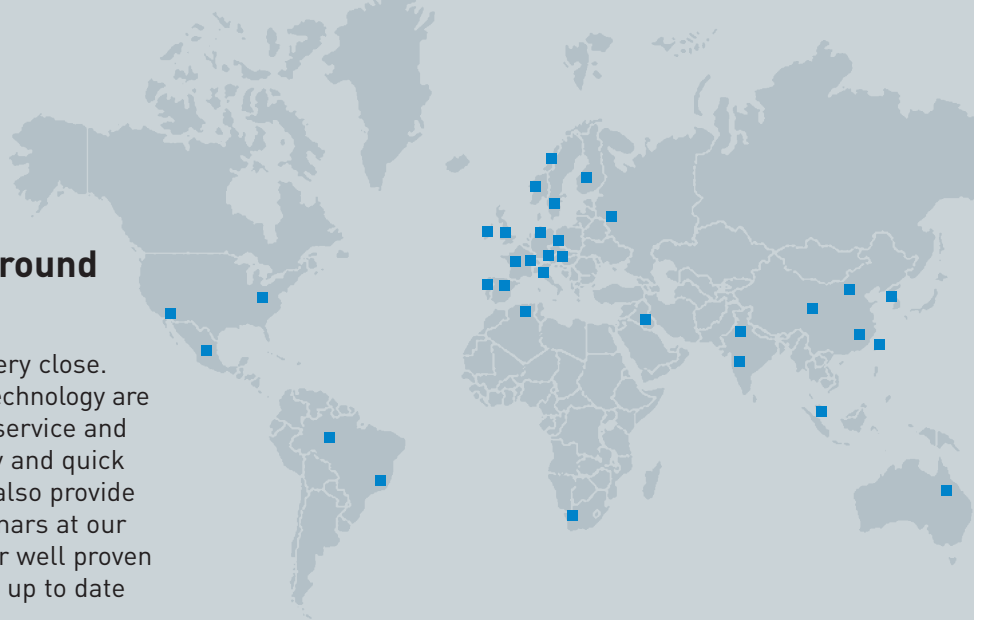 round
ery close.
echnology are
service and
and quick
also provide
nars at our
r well proven
up to date